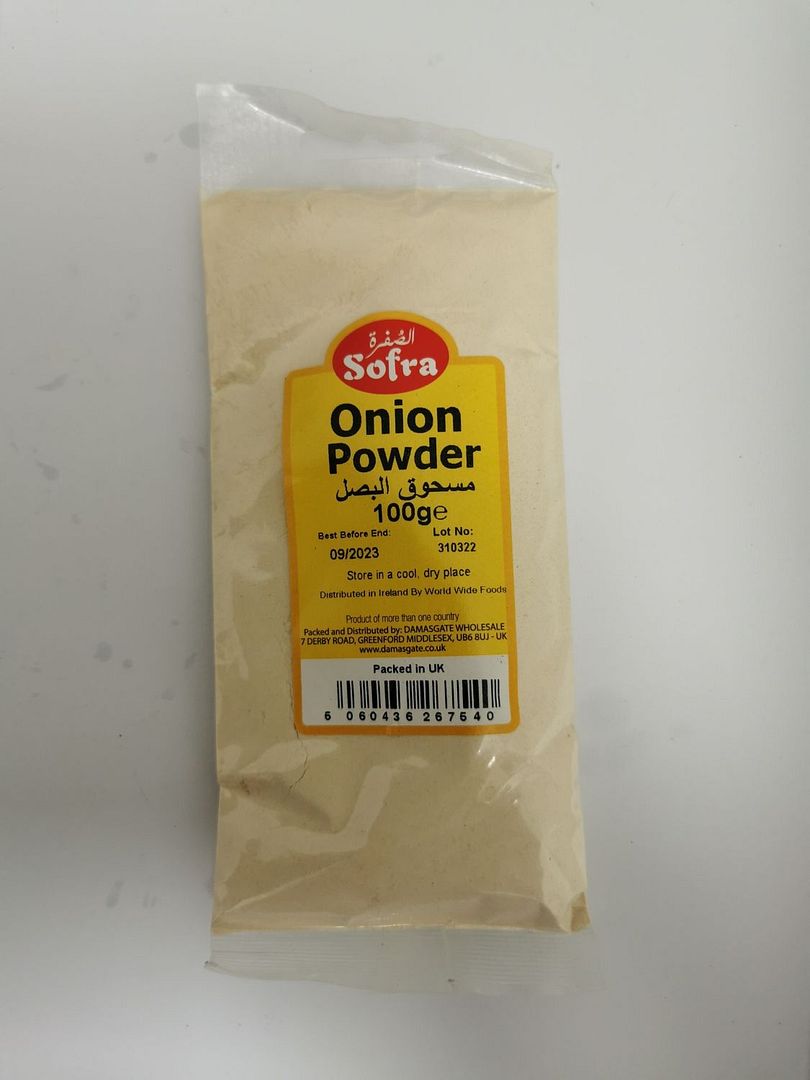 الصُفرة
Sofra
Onion
Powder
مسحوق البصل
100g℮
Best Before End:
09/2023
Lot No:
310322
Store in a cool, dry place
Distributed in Ireland By World Wide Foods
Product of more than one country
Packed and Distributed by: DAMASGATE WHOLESALE
7 DERBY ROAD, GREENFORD MIDDLESEX, UB6 8UJ - UK
www.damasgate.co.uk
Packed in UK
5 060436 267540